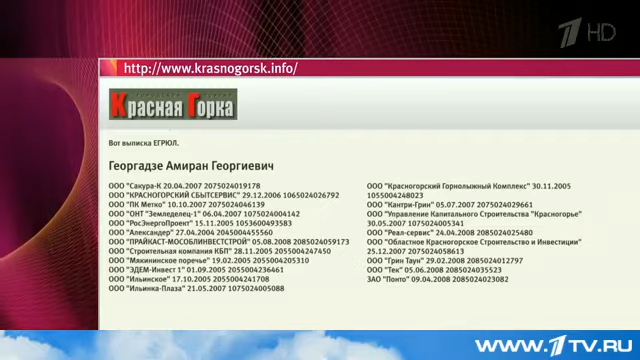 1 HD
http://www.krasnogorsk.info/
Красная Горка
Вот выписка ЕГРЮЛ.
Георгадзе Амиран Георгиевич
ООО "Сакура-К 20.04.2007 2075024019178
ООО "КРАСНОГОРСКИЙ СБЫТСЕРВИС" 29.12.2006 1065024026792
ООО "ПК Метко" 10.10.2007 2075024046139
ООО "ОНТ "Земледелец-1" 06.04.2007 1075024004142
ООО "РосЭнергоПроект" 15.11.2005 1053600493583
ООО "Александер" 27.04.2004 2045004455560
ООО "ПРАЙКАСТ-МОСОБЛИНВЕСТСТРОЙ" 05.08.2008 2085024059173
ООО "Строительная компания КБП" 28.11.2005 2055004247450
ООО "Мякининское поречье" 19.02.2005 2055004205310
ООО "ЭДЕМ-Инвест 1" 01.09.2005 2055004236461
ООО "Ильинское" 17.10.2005 2055004241708
ООО "Ильинка-Плаза" 21.05.2007 1075024005088
ООО "Красногорский Горнолыжный Комплекс" 30.11.2005
1055004248023
ООО "Кантри-Грин" 05.07.2007 2075024029661
ООО "Управление Капитального Строительства "Красногорье"
30.05.2007 1075024005341
ООО "Реал-сервис" 24.04.2008 2085024025480
ООО "Областное Красногорское Строительство и Инвестиции"
25.12.2007 2075024058613
ООО "Грин Таун" 29.02.2008 2085024012797
ООО "Тек" 05.06.2008 2085024035523
ЗАО "Понто" 09.04.2008 2085024023082
WWW.1TV.RU